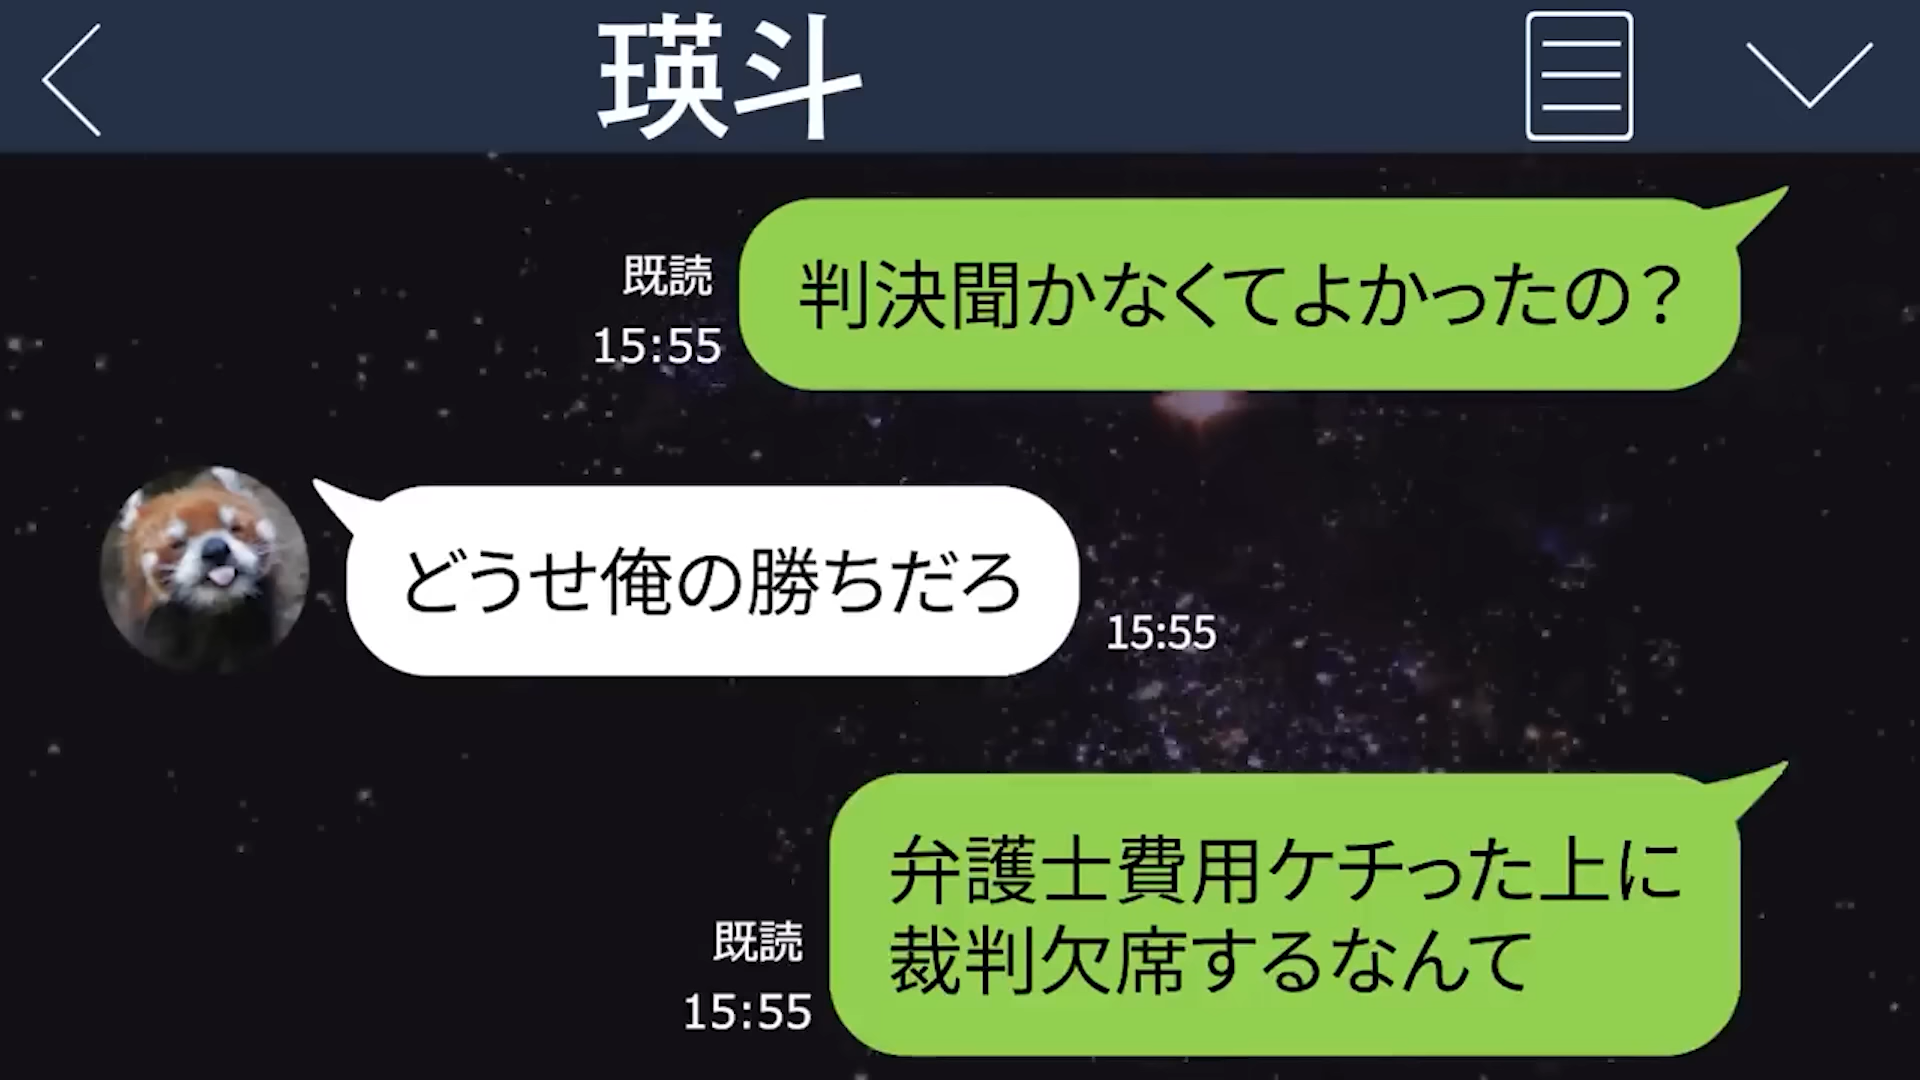 瑛斗
判決聞かなくてよかったの？
既読
15:55
どうせ俺の勝ちだろ
15:55
弁護士費用ケチった上に
裁判欠席するなんて
既読
15:55